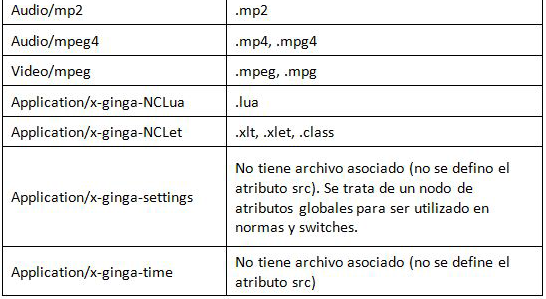 Audio/mp2 .mp2
Audio/mpeg4 .mp4, .mpg4
Video/mpeg .mpeg, .mpg
Application/x-ginga-NCLua .lua
Application/x-ginga-NCLet .xlt, .xlet, .class
Application/x-ginga-settings
No tiene archivo asociado (no se defino el
atributo src). Se trata de un nodo de
atributos globales para ser utilizado en
normas y switches.
Application/x-ginga-time
No tiene archivo asociado (no se define el
atributo src)